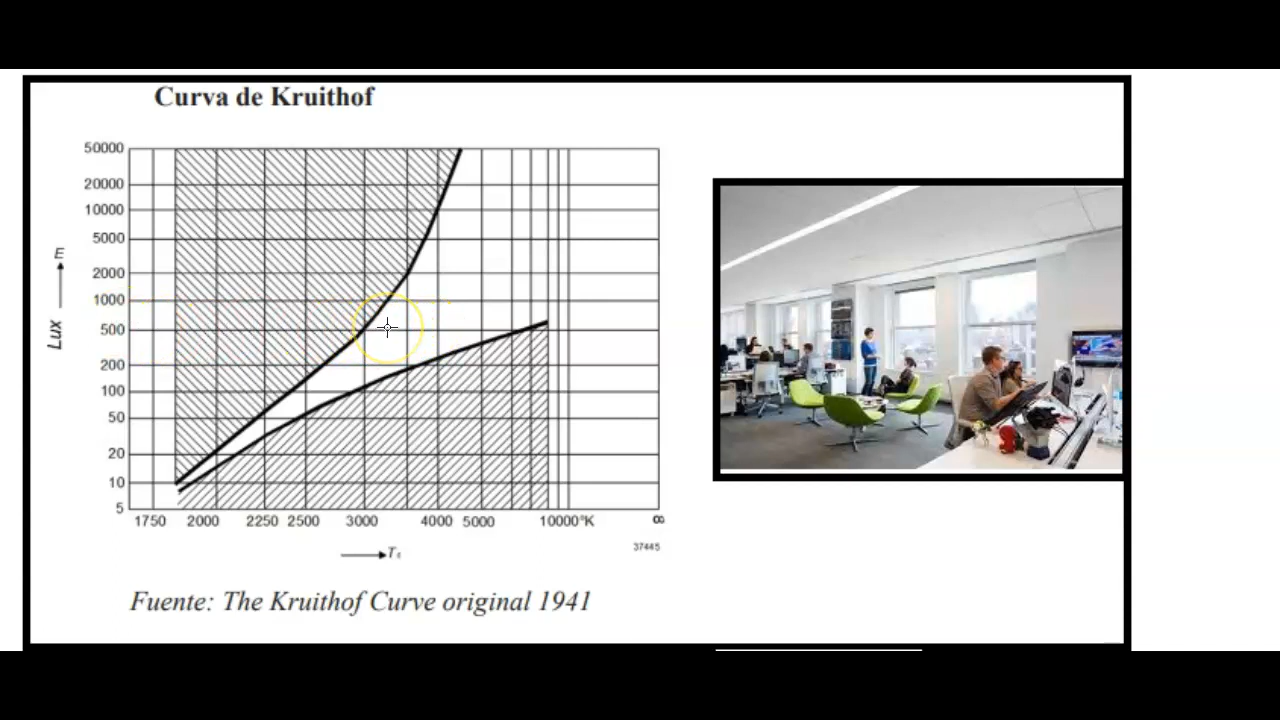 Curva de Kruithof
50000
20000
10000
5000
2000
1000
500
200
100
50
20
10
5
Lux
E
1750 2000 2250 2500 3000 4000 5000 10000°K ∞
37445
Fuente: The Kruithof Curve original 1941